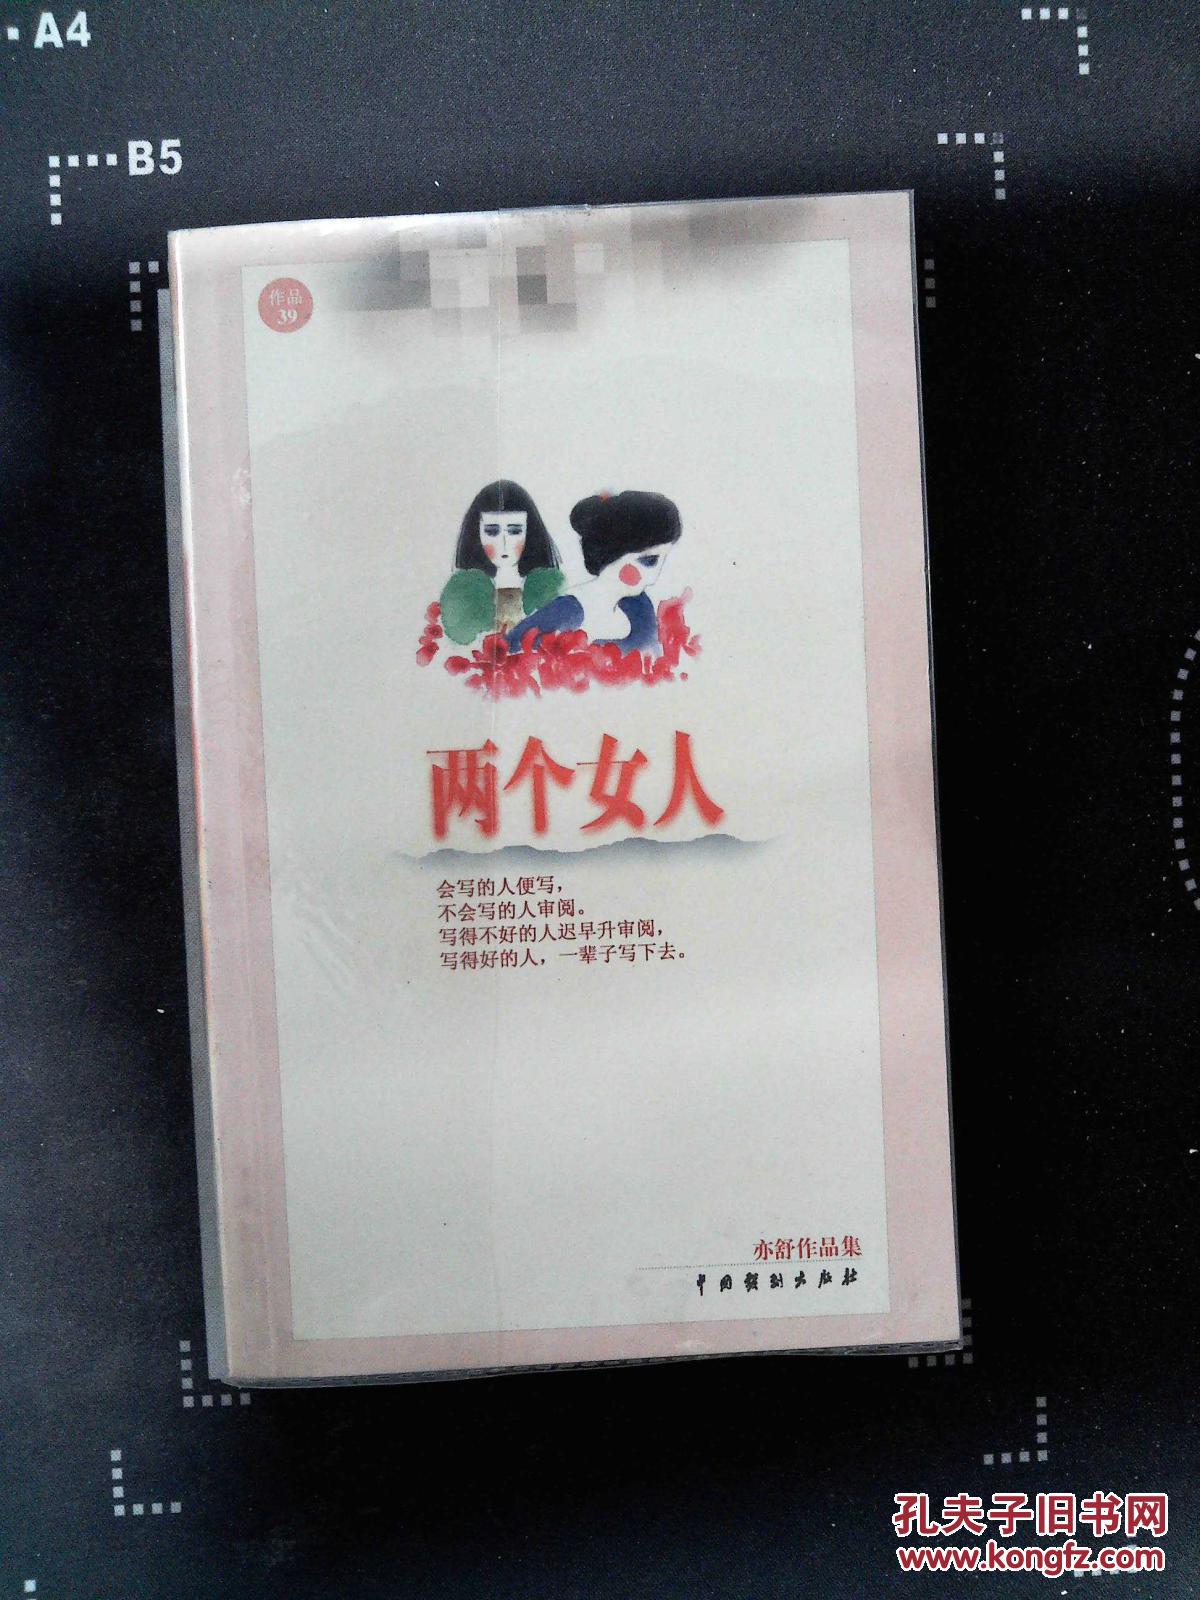 A4
B5
作品
39
两个女人
会写的人便写，
不会写的人审阅。
写得不好的人迟早升审阅，
写得好的人，一辈子写下去。
亦舒作品集
中国戏剧出版社
孔夫子旧书网
www.kongfz.com